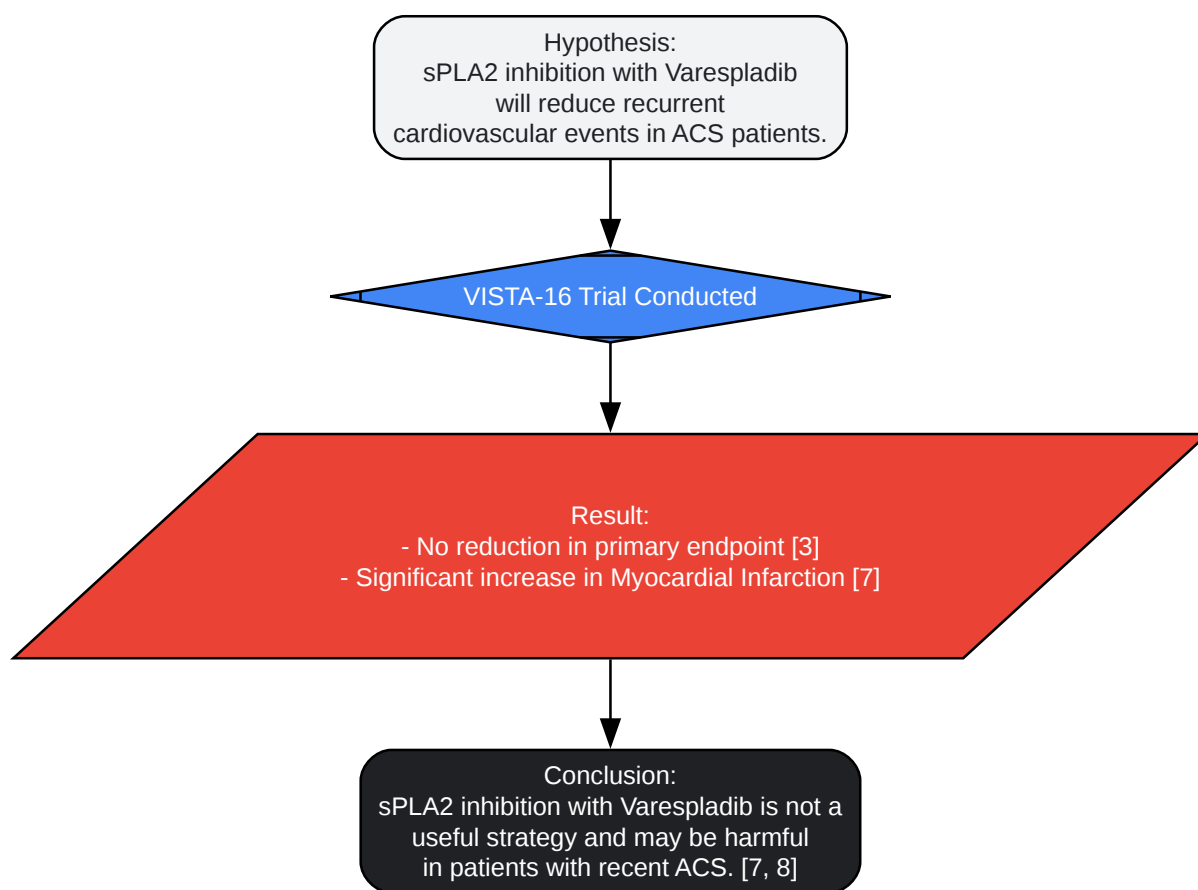 Hypothesis:
sPLA2 inhibition with Varespladib
will reduce recurrent
cardiovascular events in ACS patients.
VISTA-16 Trial Conducted
Result:
- No reduction in primary endpoint [3]
- Significant increase in Myocardial Infarction [7]
Conclusion:
sPLA2 inhibition with Varespladib is not a
useful strategy and may be harmful
in patients with recent ACS. [7, 8]